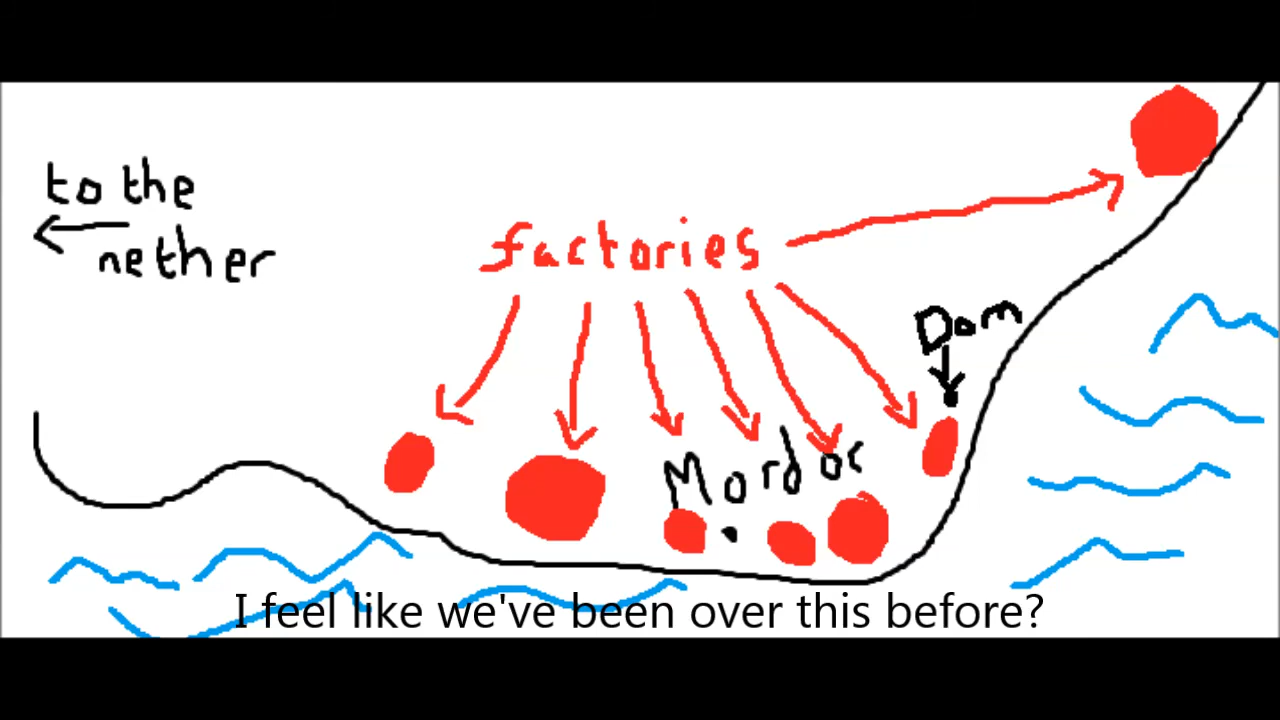 to the
nether
factories
Dom
Mordor
I feel like we've been over this before?